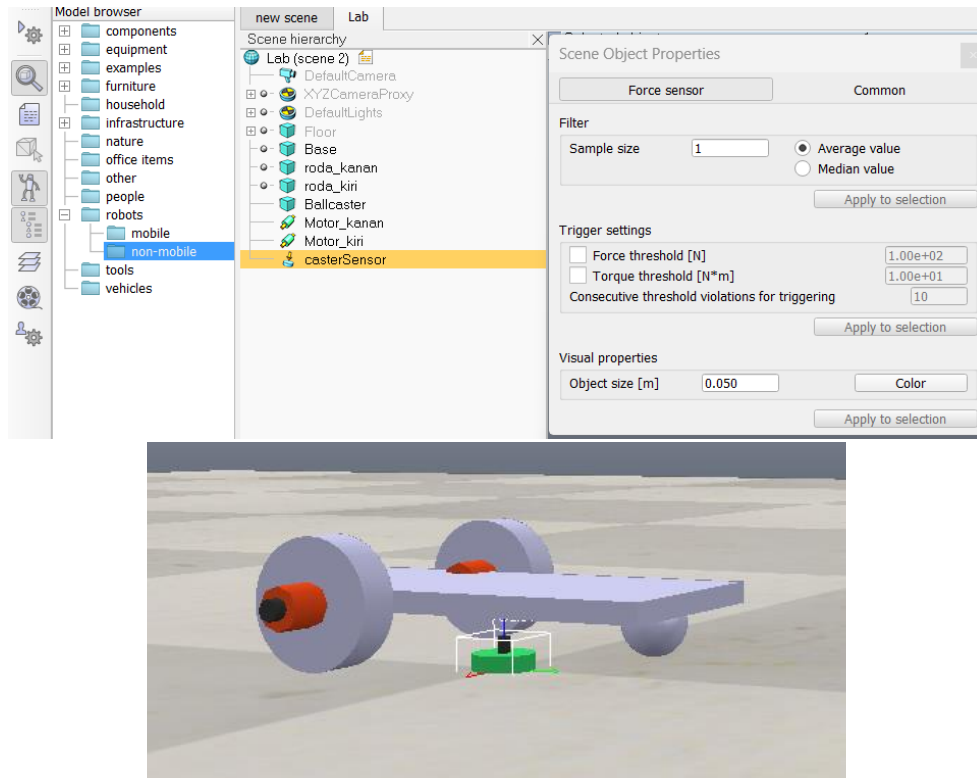 Model browser
components
equipment
examples
furniture
household
infrastructure
nature
office items
other
people
robots
mobile
non-mobile
tools
vehicles
new scene
Lab
Scene hierarchy
Lab (scene 2)
DefaultCamera
XYZCameraProxy
DefaultLights
Floor
Base
roda_kanan
roda_kiri
Ballcaster
Motor_kanan
Motor_kiri
casterSensor
Scene Object Properties
Force sensor Common
Filter
Sample size 1 Average value
Median value
Apply to selection
Trigger settings
Force threshold [N] 1.00e+02
Torque threshold [N*m] 1.00e+01
Consecutive threshold violations for triggering 10
Apply to selection
Visual properties
Object size [m] 0.050 Color
Apply to selection